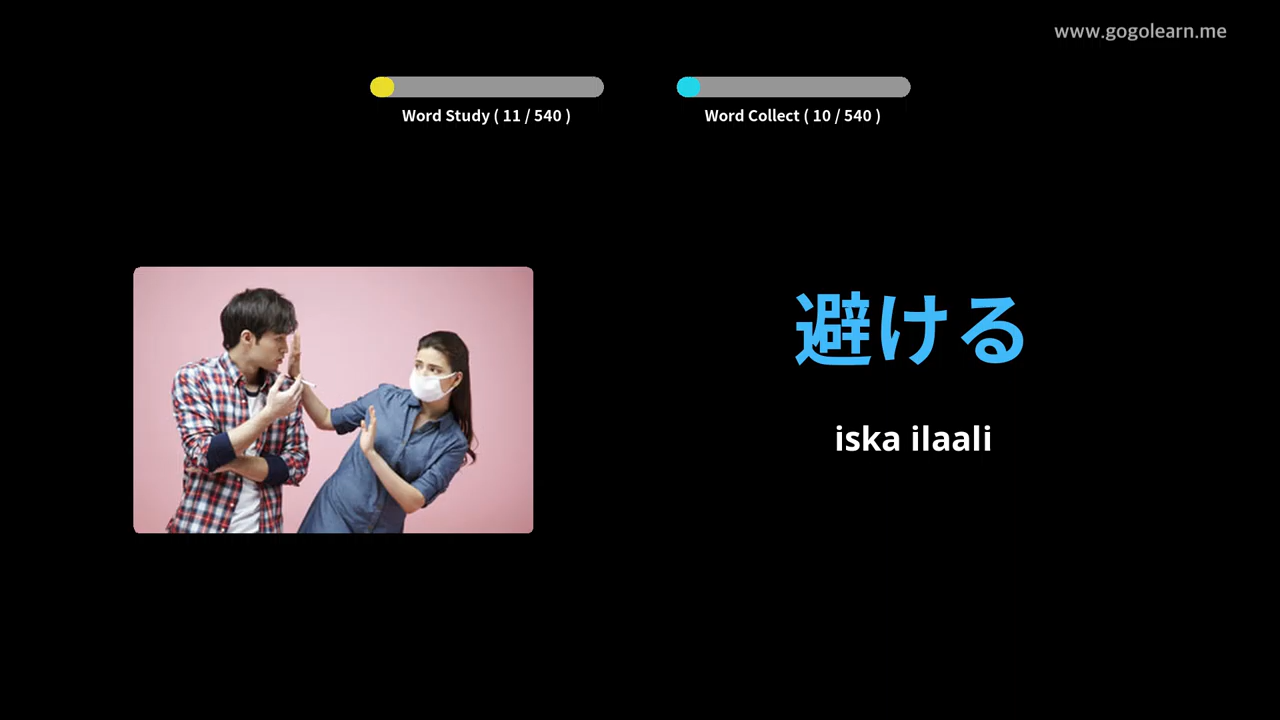 www.gogolearn.me
Word Study ( 11 / 540 )
Word Collect ( 10 / 540 )
避ける
iska ilaali